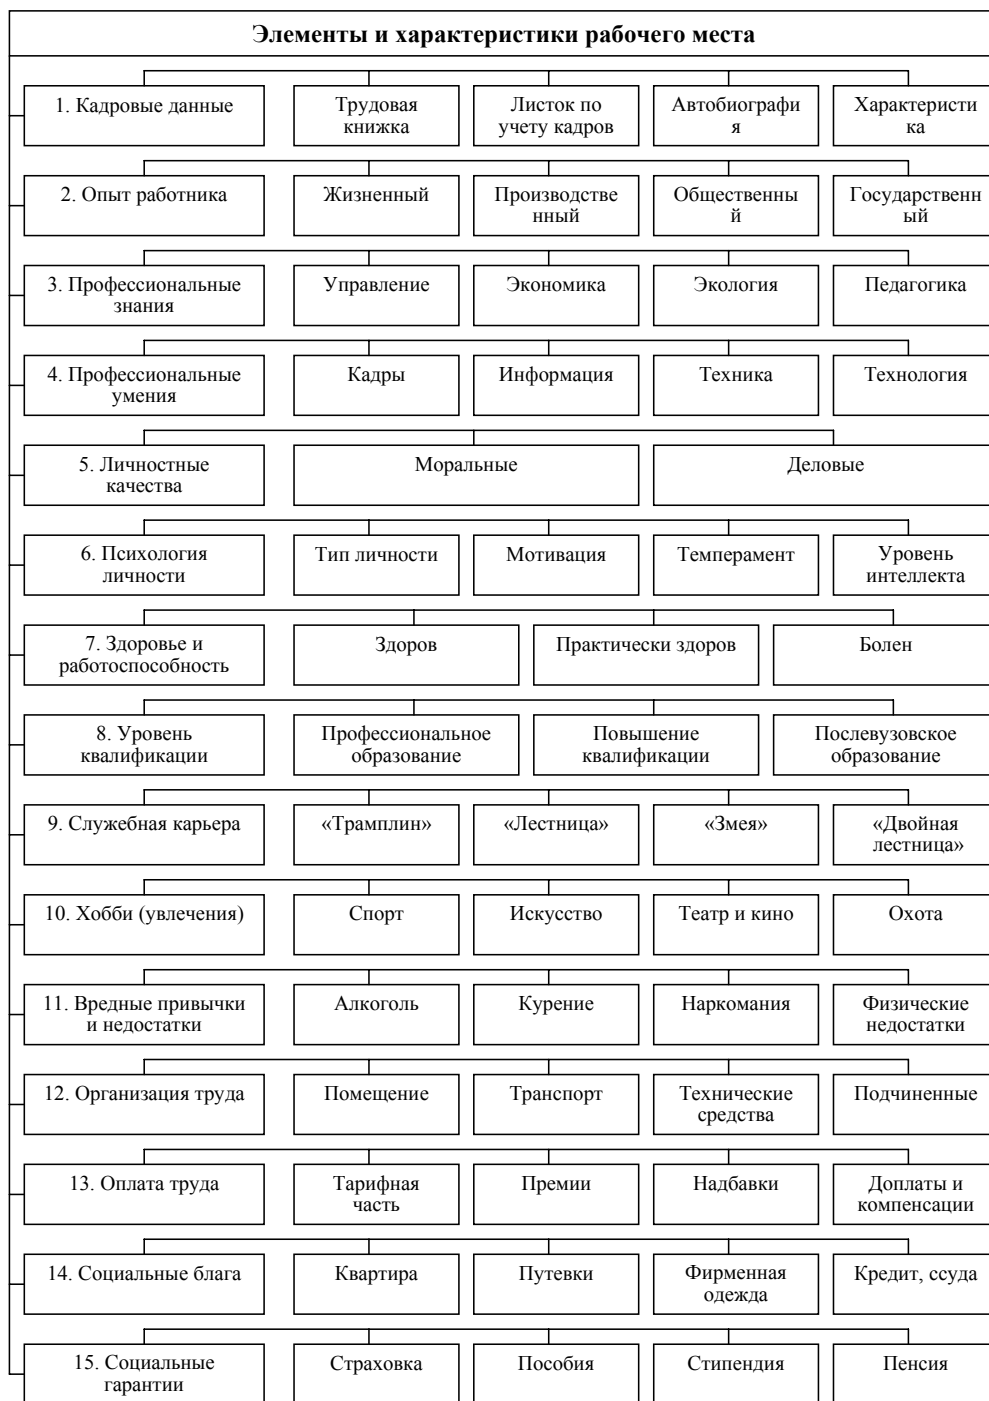 Элементы и характеристики рабочего места
1. Кадровые данные
Трудовая
книжка
Листок по
учету кадров
Автобиографи
я
Характеристи
ка
2. Опыт работника
Жизненный
Производстве
нный
Общественны
й
Государственн
ый
3. Профессиональные
знания
Управление
Экономика
Экология
Педагогика
4. Профессиональные
умения
Кадры
Информация
Техника
Технология
5. Личностные
качества
Моральные
Деловые
6. Психология
личности
Тип личности
Мотивация
Темперамент
Уровень
интеллекта
7. Здоровье и
работоспособность
Здоров
Практически здоров
Болен
8. Уровень
квалификации
Профессиональное
образование
Повышение
квалификации
Послевузовское
образование
9. Служебная карьера
«Трамплин»
«Лестница»
«Змея»
«Двойная
лестница»
10. Хобби (увлечения)
Спорт
Искусство
Театр и кино
Охота
11. Вредные привычки
и недостатки
Алкоголь
Курение
Наркомания
Физические
недостатки
12. Организация труда
Помещение
Транспорт
Технические
средства
Подчиненные
13. Оплата труда
Тарифная
часть
Премии
Надбавки
Доплаты и
компенсации
14. Социальные блага
Квартира
Путевки
Фирменная
одежда
Кредит, ссуда
15. Социальные
гарантии
Страховка
Пособия
Стипендия
Пенсия